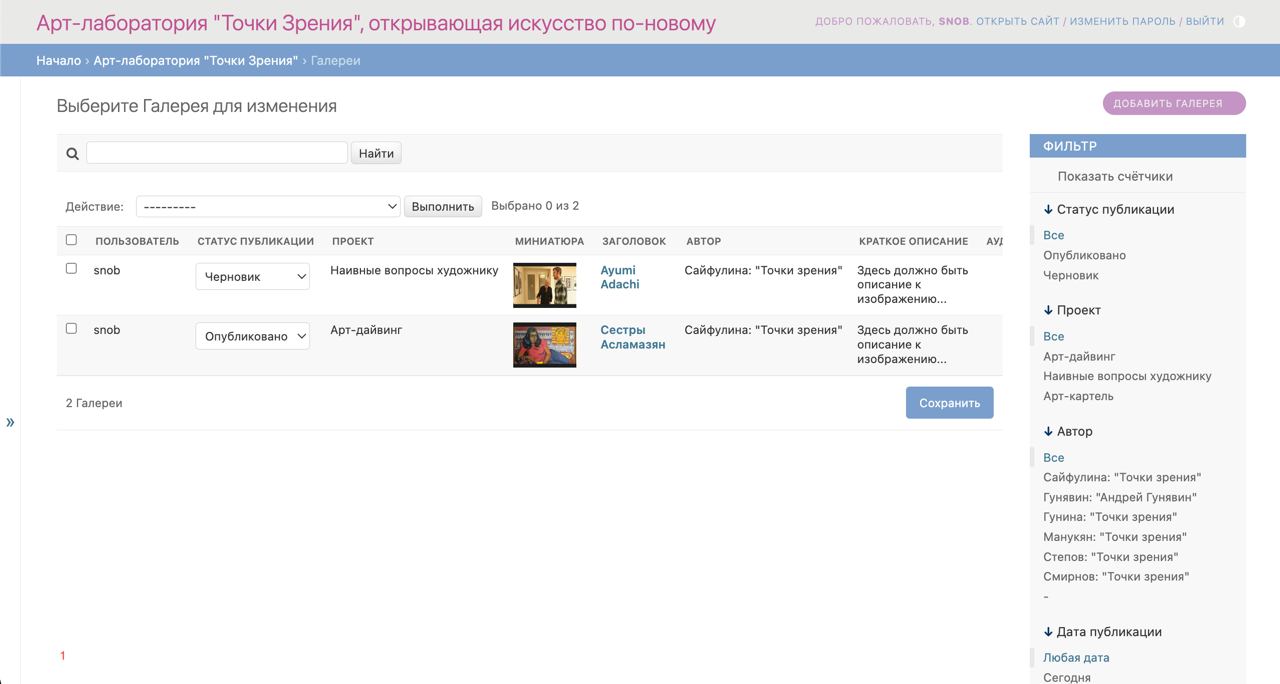 Арт-лаборатория "Точки Зрения", открывающая искусство по-новому
ДОБРО ПОЖАЛОВАТЬ, SNOB. ОТКРЫТЬ САЙТ / ИЗМЕНИТЬ ПАРОЛЬ / ВЫЙТИ
Начало › Арт-лаборатория "Точки Зрения" › Галереи
Выберите Галерея для изменения
ДОБАВИТЬ ГАЛЕРЕЯ
Найти
Действие: --------- Выполнить Выбрано 0 из 2
ПОЛЬЗОВАТЕЛЬ СТАТУС ПУБЛИКАЦИИ ПРОЕКТ МИНИАТЮРА ЗАГОЛОВОК АВТОР КРАТКОЕ ОПИСАНИЕ АУД
snob Черновик Наивные вопросы художнику Ayumi Сайфулина: "Точки зрения" Здесь должно быть
Adachi описание к
изображению...
snob Опубликовано Арт-дайвинг Сестры Сайфулина: "Точки зрения" Здесь должно быть
Асламазян описание к
изображению...
2 Галереи
Сохранить
»
1
ФИЛЬТР
Показать счётчики
↓ Статус публикации
Все
Опубликовано
Черновик
↓ Проект
Все
Арт-дайвинг
Наивные вопросы художнику
Арт-картель
↓ Автор
Все
Сайфулина: "Точки зрения"
Гунявин: "Андрей Гунявин"
Гунина: "Точки зрения"
Манукян: "Точки зрения"
Степов: "Точки зрения"
Смирнов: "Точки зрения"
-
↓ Дата публикации
Любая дата
Сегодня